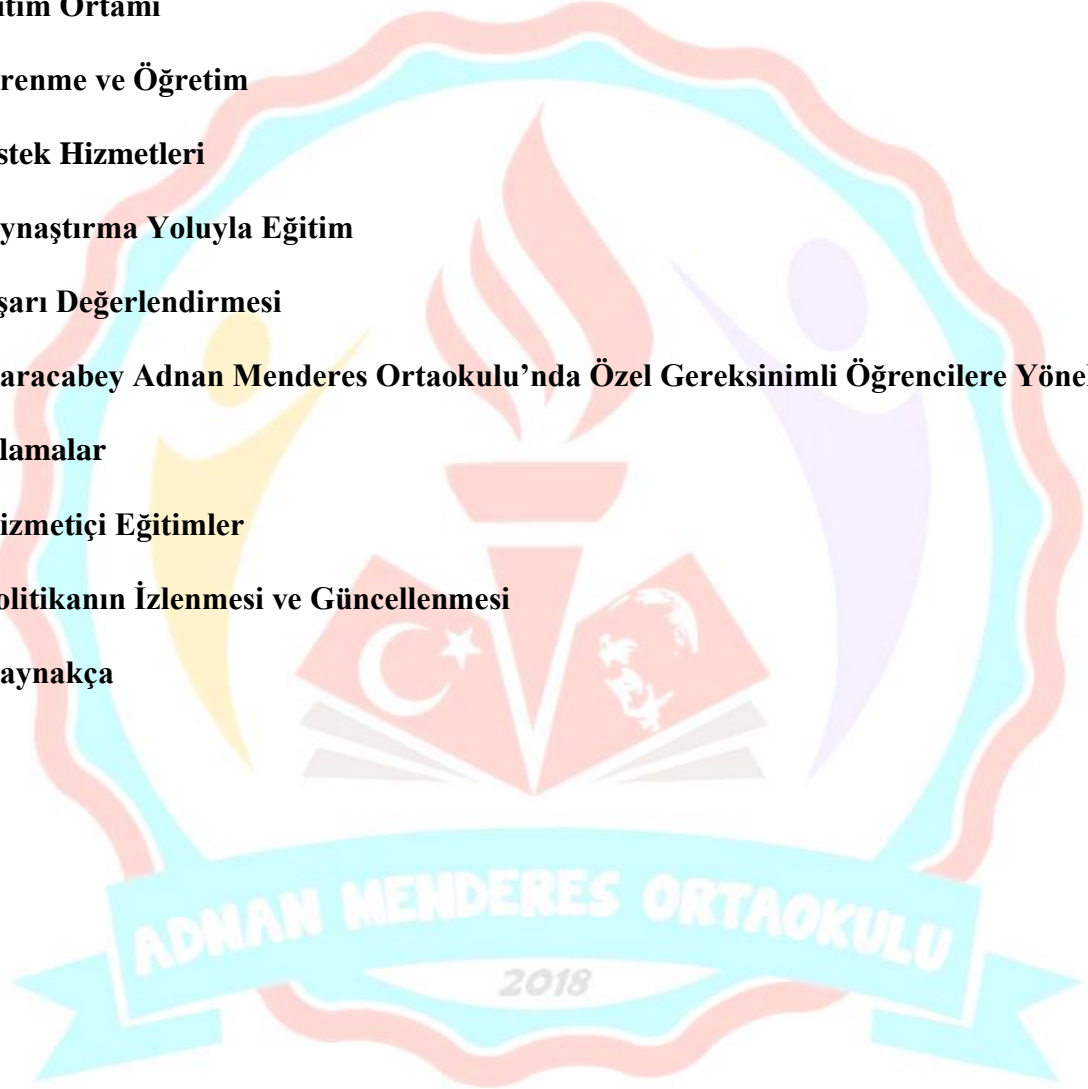 itim Ortamı
renme ve Öğretim
stek Hizmetleri
ynaştırma Yoluyla Eğitim
şarı Değerlendirmesi
aracabey Adnan Menderes Ortaokulu’nda Özel Gereksinimli Öğrencilere Yönel
lamalar
izmetiçi Eğitimler
olitikanın İzlenmesi ve Güncellenmesi
aynakça
ADNAN MENDERES ORTAOKULU
2018